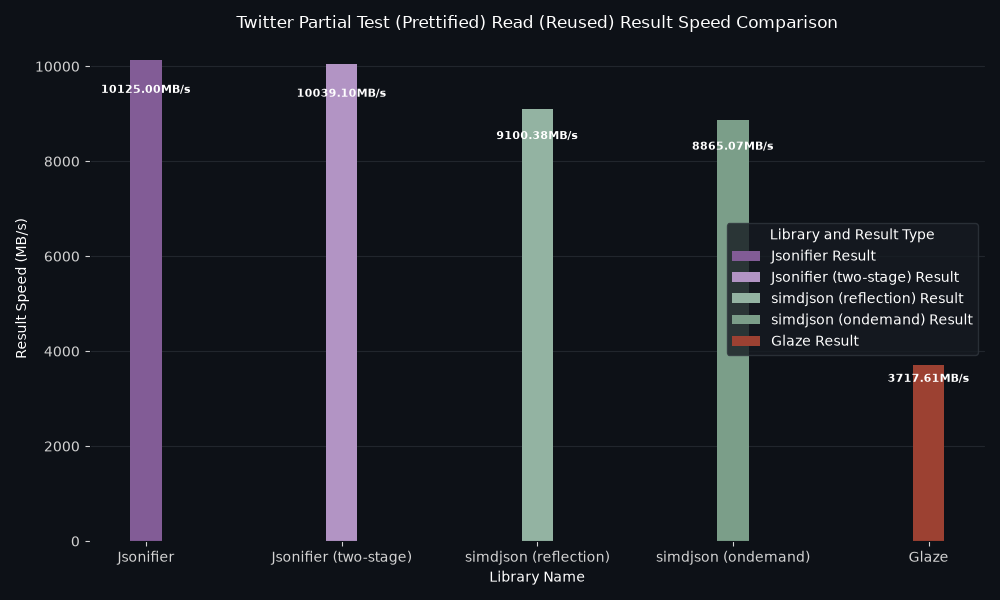 Twitter Partial Test (Prettified) Read (Reused) Result Speed Comparison
10000
8000
6000
4000
2000
0
Result Speed (MB/s)
10125.00MB/s
10039.10MB/s
9100.38MB/s
8865.07MB/s
3717.61MB/s
Library and Result Type
Jsonifier Result
Jsonifier (two-stage) Result
simdjson (reflection) Result
simdjson (ondemand) Result
Glaze Result
Jsonifier
Jsonifier (two-stage)
simdjson (reflection)
simdjson (ondemand)
Glaze
Library Name